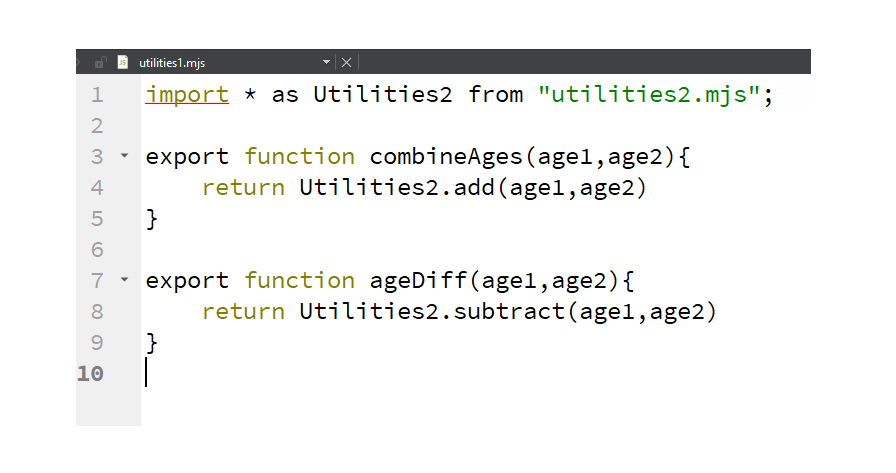 utilities1.mjs
1 import * as Utilities2 from "utilities2.mjs";
2
3 export function combineAges(age1,age2){
4 return Utilities2.add(age1,age2)
5 }
6
7 export function ageDiff(age1,age2){
8 return Utilities2.subtract(age1,age2)
9 }
10